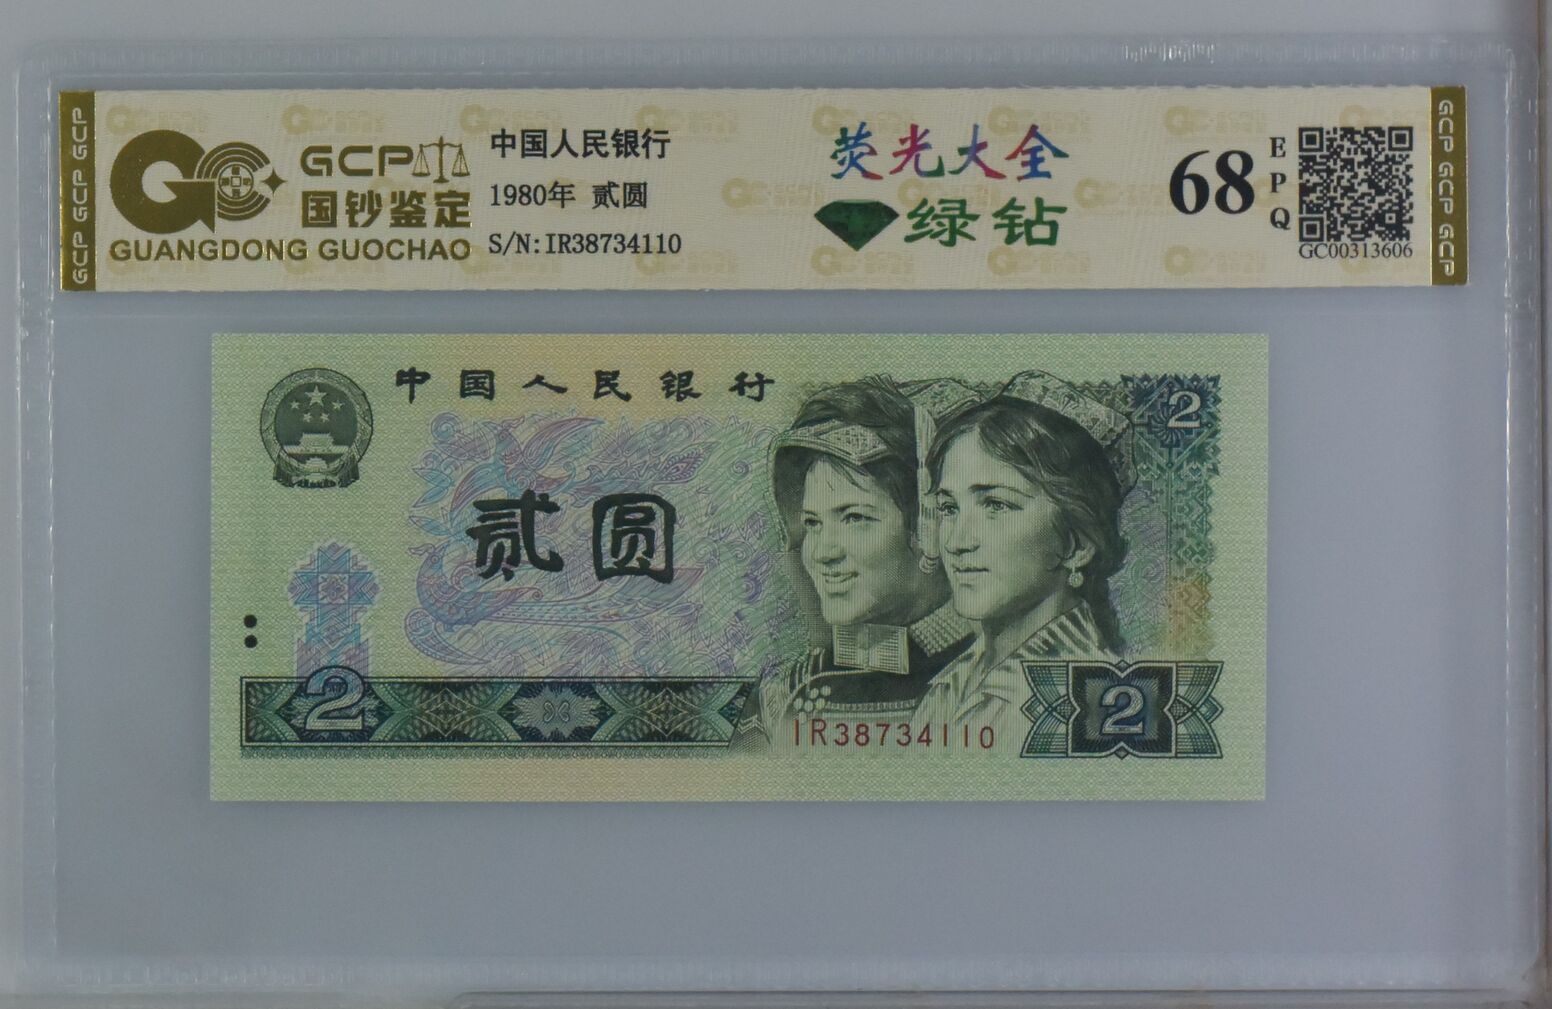 GCP GCP GCP
GCP
国钞鉴定
GUANGDONG GUOCHAO
中国人民银行
1980年 贰圆
S/N:IR38734110
荧光大全
绿钻
68
EPQ
GC00313606
GCP GCP GCP
中国人民银行
2
贰圆
2
IR38734110
2